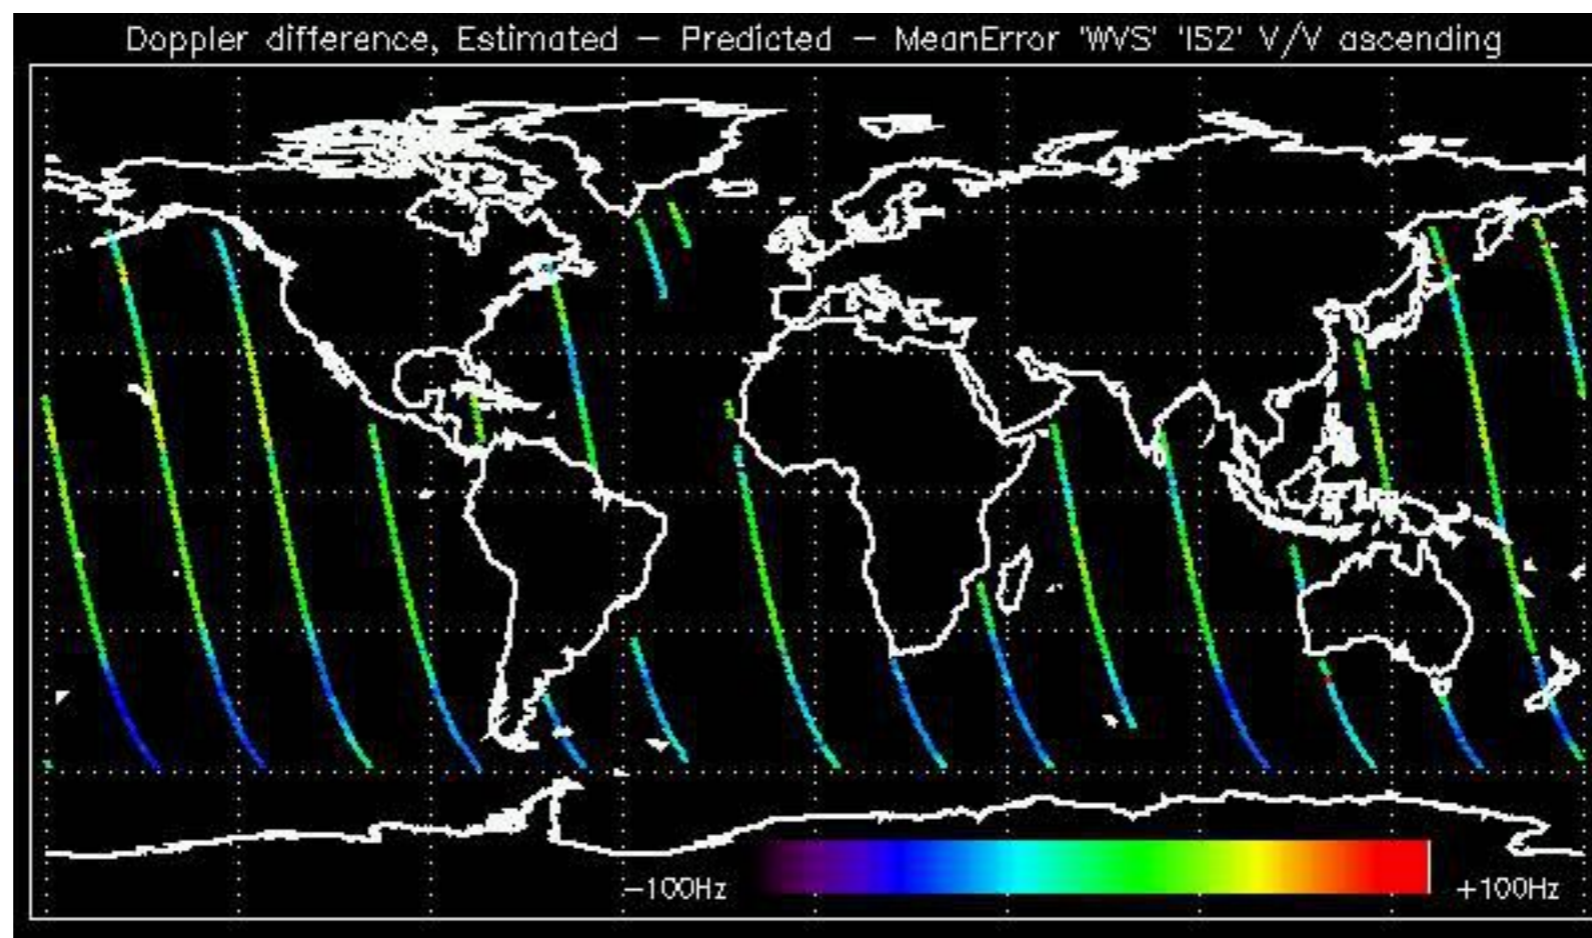 Doppler difference, Estimated - Predicted - MeanError 'WVS' 'IS2' V/V ascending
-100Hz
+100Hz